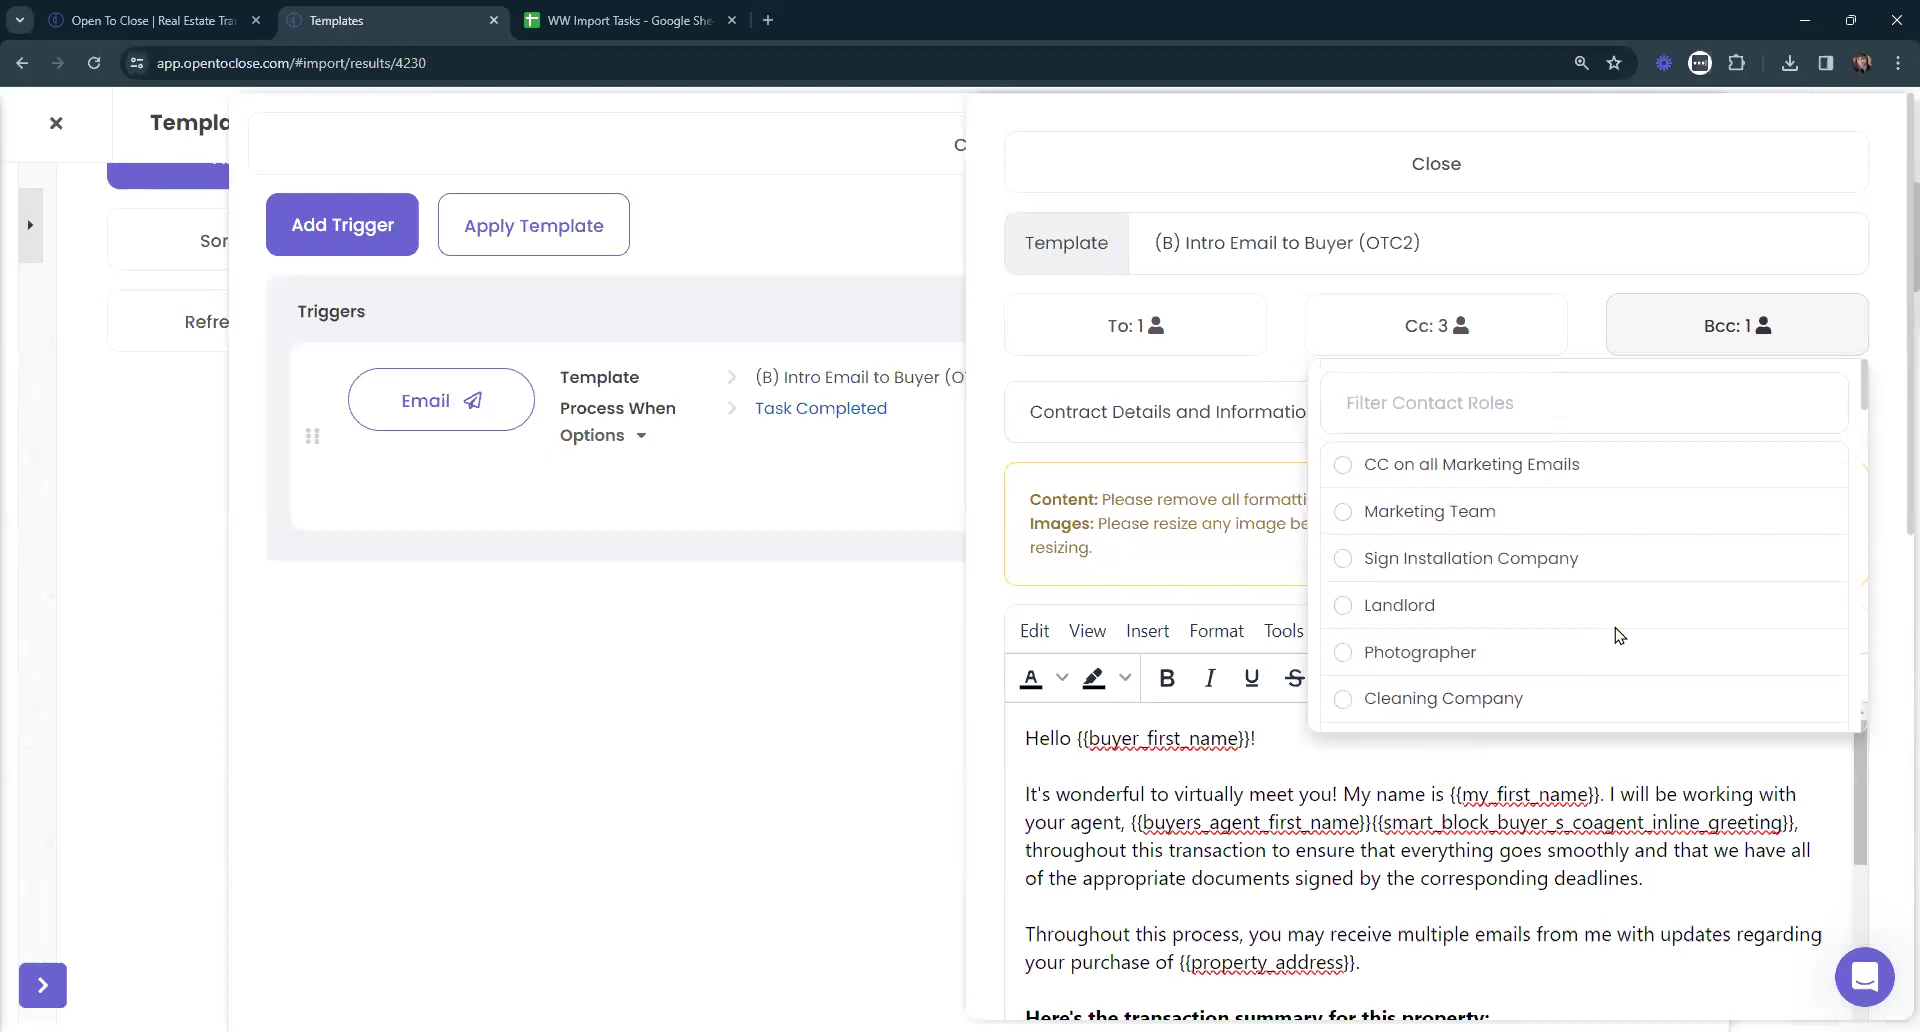 Open To Close | Real Estate Tra
Templates
WW Import Tasks - Google She
app.opentoclose.com/#import/results/4230
Templa
Sor
Refre
C
Add Trigger
Apply Template
Triggers
Email
Template
(B) Intro Email to Buyer (O
Process When
Task Completed
Options
Close
Template
(B) Intro Email to Buyer (OTC2)
To: 1
Cc: 3
Bcc: 1
Contract Details and Informatio
Filter Contact Roles
CC on all Marketing Emails
Marketing Team
Sign Installation Company
Landlord
Photographer
Cleaning Company
Content: Please remove all formatti
Images: Please resize any image be
resizing.
Edit View Insert Format Tools
A B I U S
Hello {{buyer_first_name}}!
It's wonderful to virtually meet you! My name is {{my_first_name}}. I will be working with
your agent, {{buyers_agent_first_name}}{{smart_block_buyer_s_coagent_inline_greeting}},
throughout this transaction to ensure that everything goes smoothly and that we have all
of the appropriate documents signed by the corresponding deadlines.
Throughout this process, you may receive multiple emails from me with updates regarding
your purchase of {{property_address}}.
Here's the transaction summary for this property: